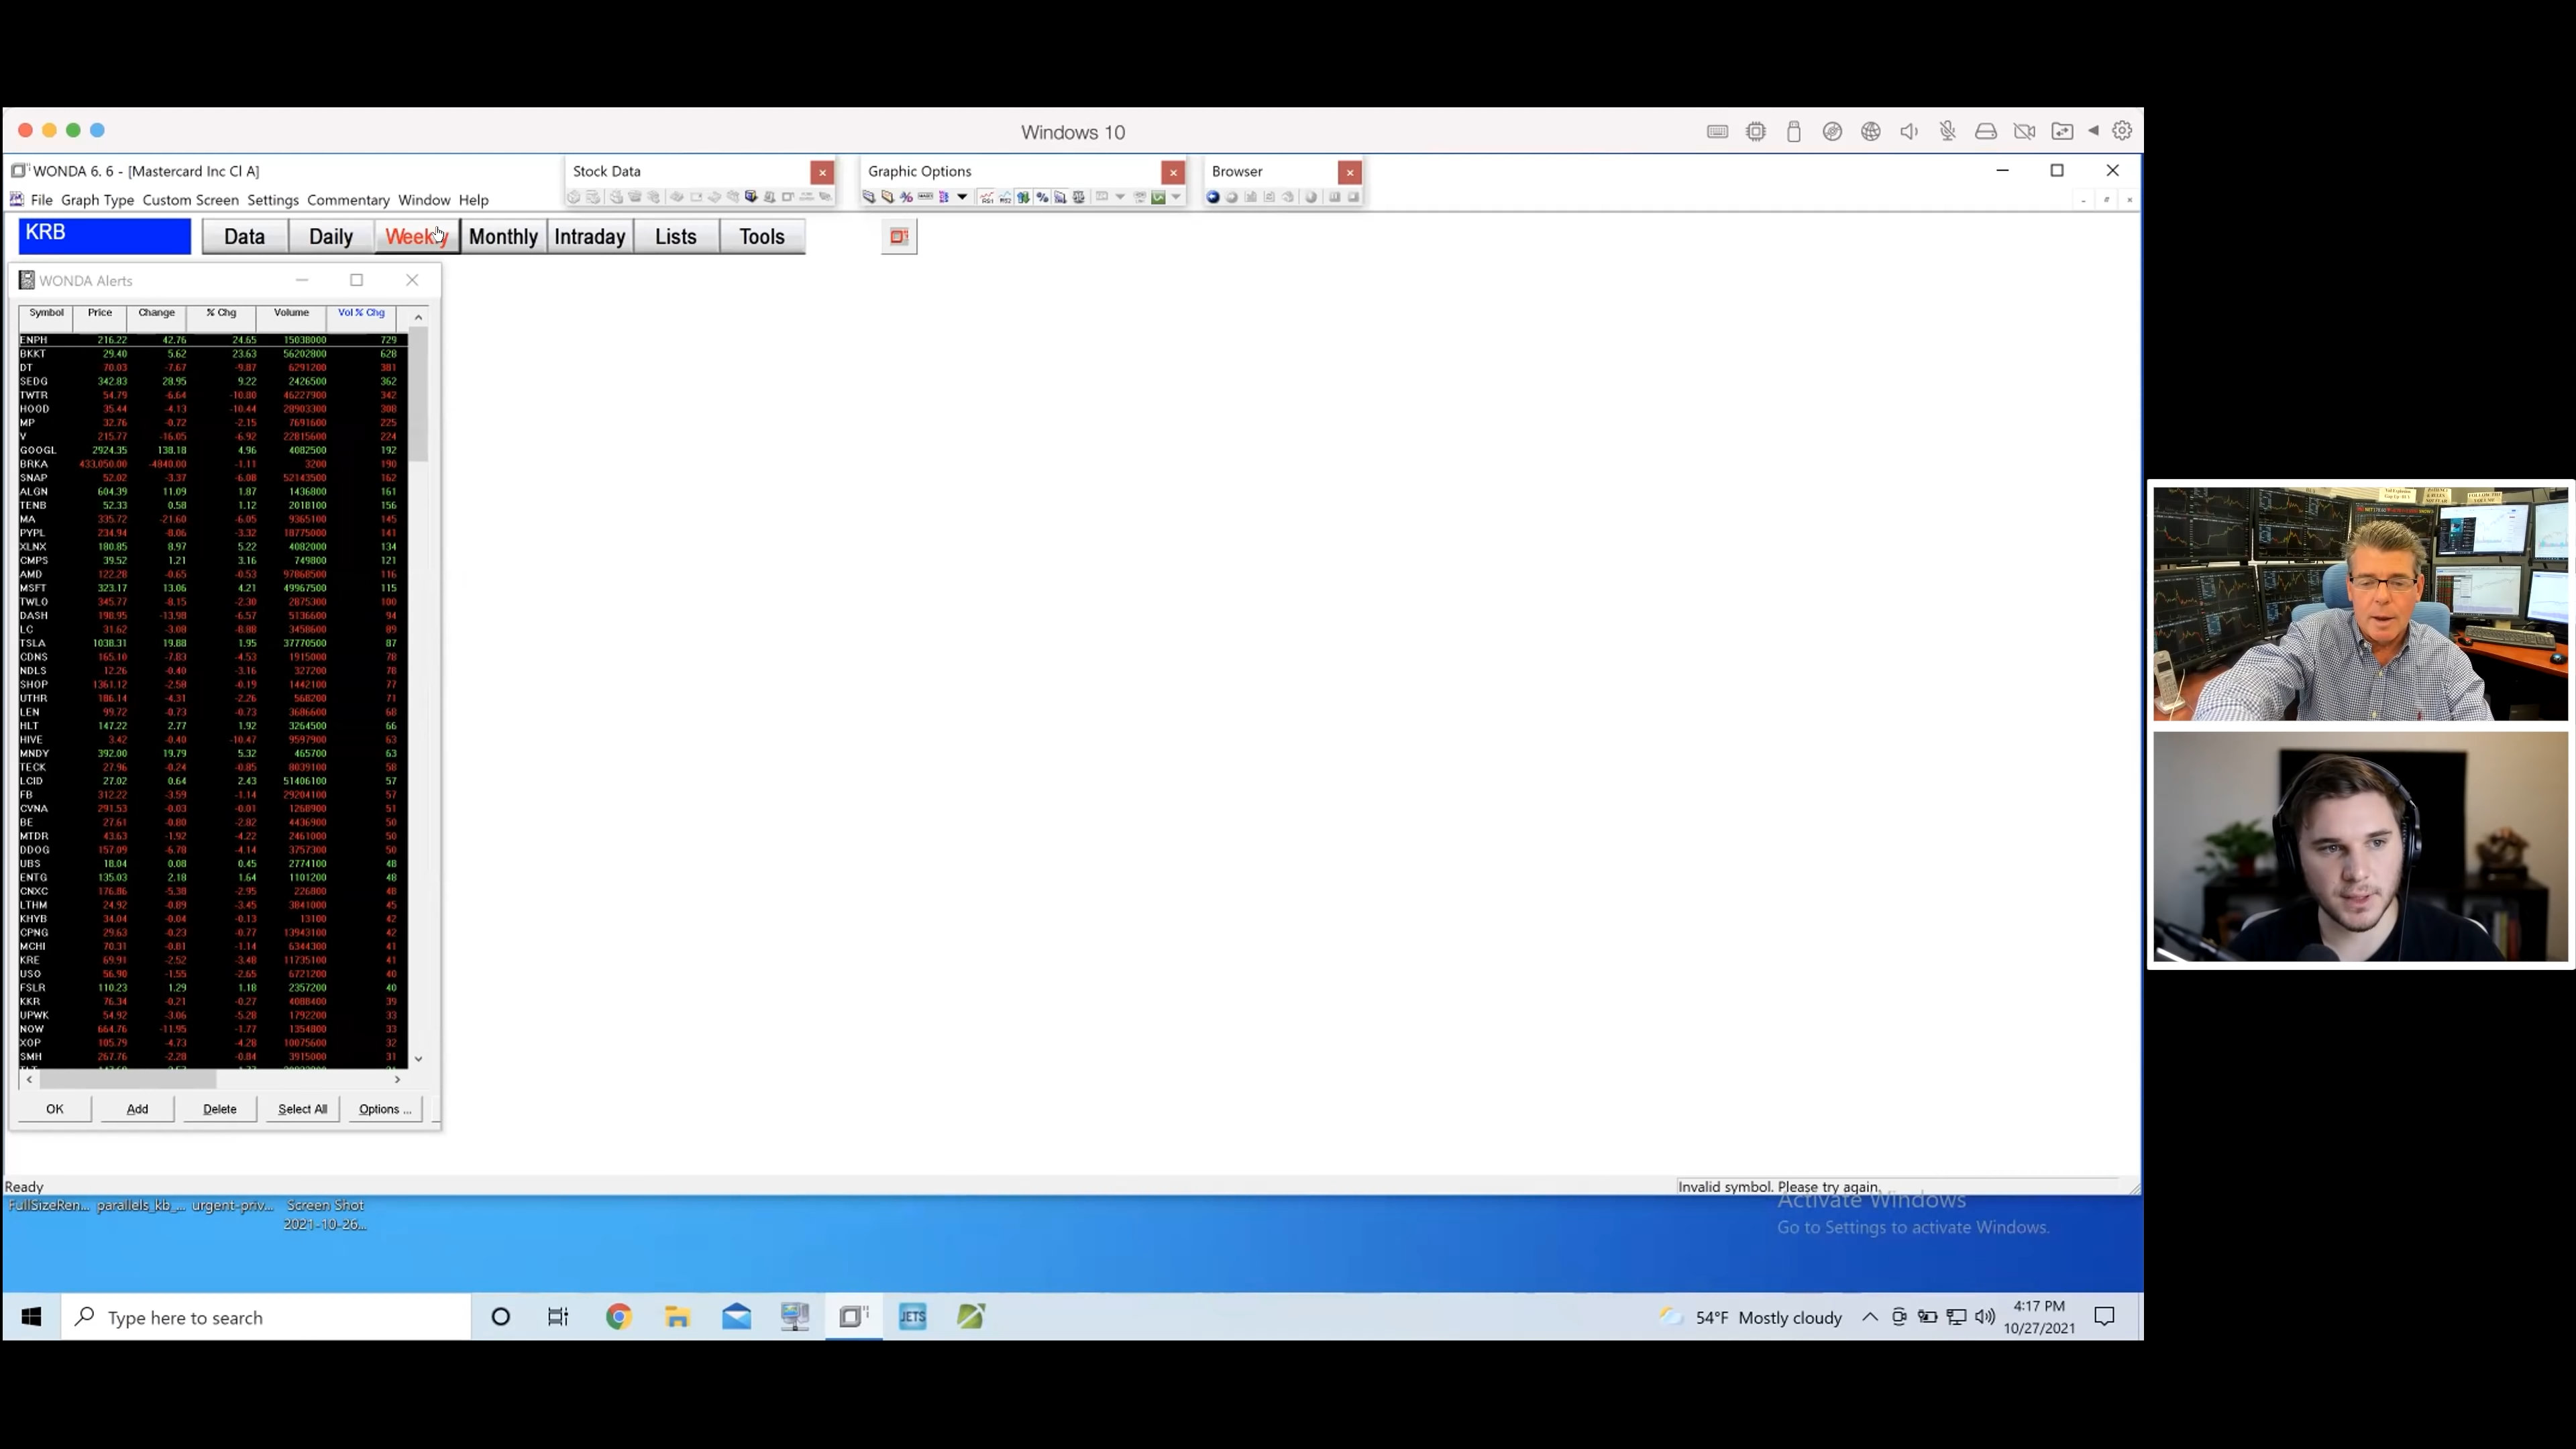 Windows 10
WONDA 6. 6 - [Mastercard Inc Cl A]
Stock Data
Graphic Options
Browser
File Graph Type Custom Screen Settings Commentary Window Help
KRB
Data Daily Weekly Monthly Intraday Lists Tools
WONDA Alerts
Symbol Price Change % Chg Volume Vol % Chg
ENPH 216.22 42.76 24.65 15038000 729
BKKT 29.40 5.62 23.63 56202800 628
DT 70.03 -7.67 -9.87 6291200 381
SEDG 342.83 28.95 9.22 2426500 362
TWTR 54.79 -6.64 -10.80 46227900 342
HOOD 35.44 -4.13 -10.44 28903300 308
MP 32.76 -0.72 -2.15 7691600 225
V 215.77 -16.05 -6.92 22815600 224
GOOGL 2924.35 138.18 4.96 4082500 192
BRKA 433,050.00 -4840.00 -1.11 3200 190
SNAP 52.02 -3.37 -6.08 52143500 162
ALGN 604.39 11.09 1.87 1436800 161
TENB 52.33 0.58 1.12 2018100 156
MA 335.72 -21.60 -6.05 9365100 145
PYPL 234.94 -8.06 -3.32 18775000 141
XLNX 180.85 8.97 5.22 4082000 134
CMPS 39.52 1.21 3.16 749800 121
AMD 122.28 -0.65 -0.53 97868500 116
MSFT 323.17 13.06 4.21 49967500 115
TWLO 345.77 -8.15 -2.30 2875300 100
DASH 198.95 -13.98 -6.57 5136600 94
LC 31.62 -3.08 -8.88 3458600 89
TSLA 1038.31 19.88 1.95 37770500 87
CDNS 165.10 -7.83 -4.53 1915000 78
NDLS 12.26 -0.40 -3.16 327200 78
SHOP 1361.12 -2.58 -0.19 1442100 77
UTHR 186.14 -4.31 -2.26 568200 71
LEN 99.72 -0.73 -0.73 3686600 68
HLT 147.22 2.77 1.92 3264500 66
HIVE 3.42 -0.40 -10.47 9597900 63
MNDY 392.00 19.79 5.32 465700 63
TECK 27.96 -0.24 -0.85 8039100 58
LCID 27.02 0.64 2.43 51406100 57
FB 312.22 -3.59 -1.14 29204100 57
CVNA 291.53 -0.03 -0.01 1268900 51
BE 27.61 -0.80 -2.82 4436900 50
MTDR 43.63 -1.92 -4.22 2461000 50
DDOG 157.09 -6.78 -4.14 3757300 50
UBS 18.04 0.08 0.45 2774100 48
ENTG 135.03 2.18 1.64 1101200 48
CNXC 176.86 -5.38 -2.95 226800 48
LTHM 24.92 -0.89 -3.45 3841000 45
KHYB 34.04 -0.04 -0.13 13100 42
CPNG 29.63 -0.23 -0.77 13943100 42
MCHI 70.31 -0.81 -1.14 6344300 41
KRE 69.91 -2.52 -3.48 11735100 41
USO 56.90 -1.55 -2.65 6721200 40
FSLR 110.23 1.29 1.18 2357200 40
KKR 76.34 -0.21 -0.27 4088400 39
UPWK 54.92 -3.06 -5.28 1792200 33
NOW 664.76 -11.95 -1.77 1354800 33
XOP 105.79 -4.73 -4.28 10075600 32
SMH 267.76 -2.28 -0.84 3915000 31
OK Add Delete Select All Options ...
Ready
Invalid symbol. Please try again.
FullSizeRen... parallels_kb_... urgent-priv... Screen Shot
2021-10-26...
Activate Windows
Go to Settings to activate Windows.
Type here to search
JETS
54°F Mostly cloudy
4:17 PM
10/27/2021